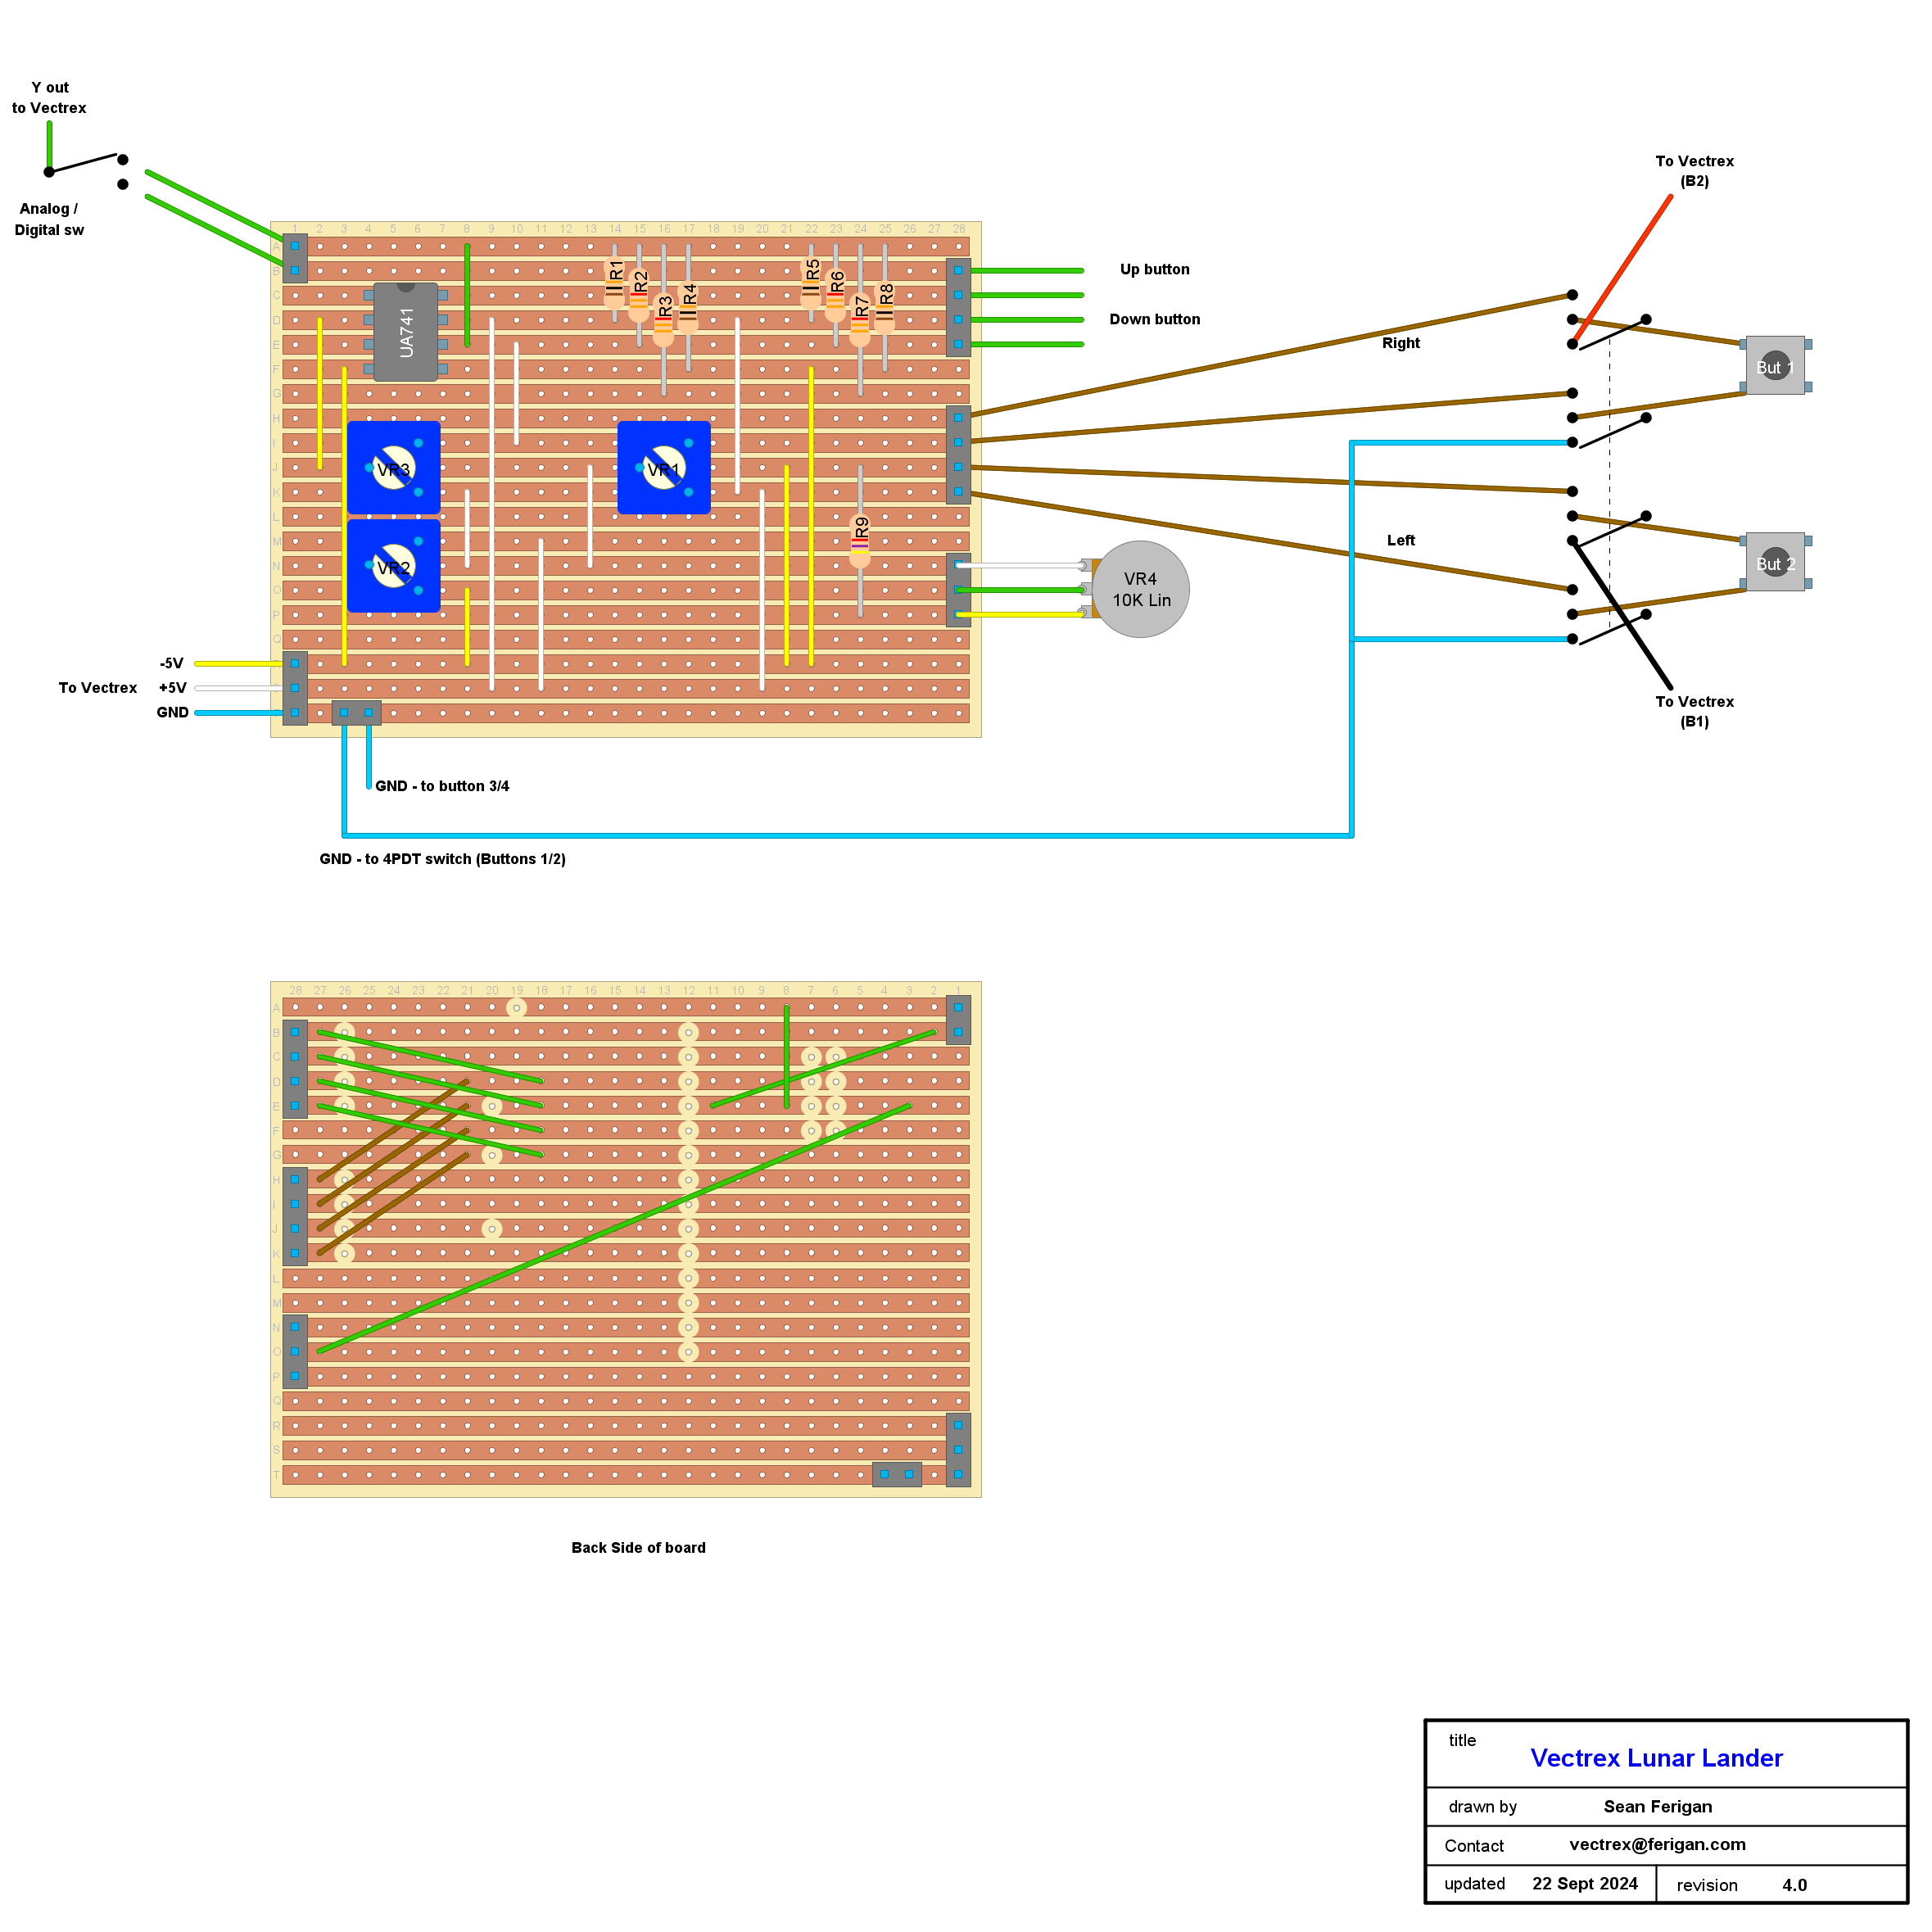 Y out
to Vectrex
Analog /
Digital sw
To Vectrex
(B2)
1 2 3 4 5 6 7 8 9 10 11 12 13 14 15 16 17 18 19 20 21 22 23 24 25 26 27 28
A
B
C
D
E
F
G
H
I
J
K
L
M
N
O
P
Q
UA741
R1
R2
R3
R4
R5
R6
R7
R8
R9
VR3
VR1
VR2
Up button
Down button
Right
Left
But 1
But 2
VR4
10K Lin
-5V
To Vectrex +5V
GND
To Vectrex
(B1)
GND - to button 3/4
GND - to 4PDT switch (Buttons 1/2)
28 27 26 25 24 23 22 21 20 19 18 17 16 15 14 13 12 11 10 9 8 7 6 5 4 3 2 1
A
B
C
D
E
F
G
H
I
J
K
L
M
N
O
P
Q
R
S
T
Back Side of board
title
Vectrex Lunar Lander
drawn by Sean Ferigan
Contact vectrex@ferigan.com
updated 22 Sept 2024 revision 4.0